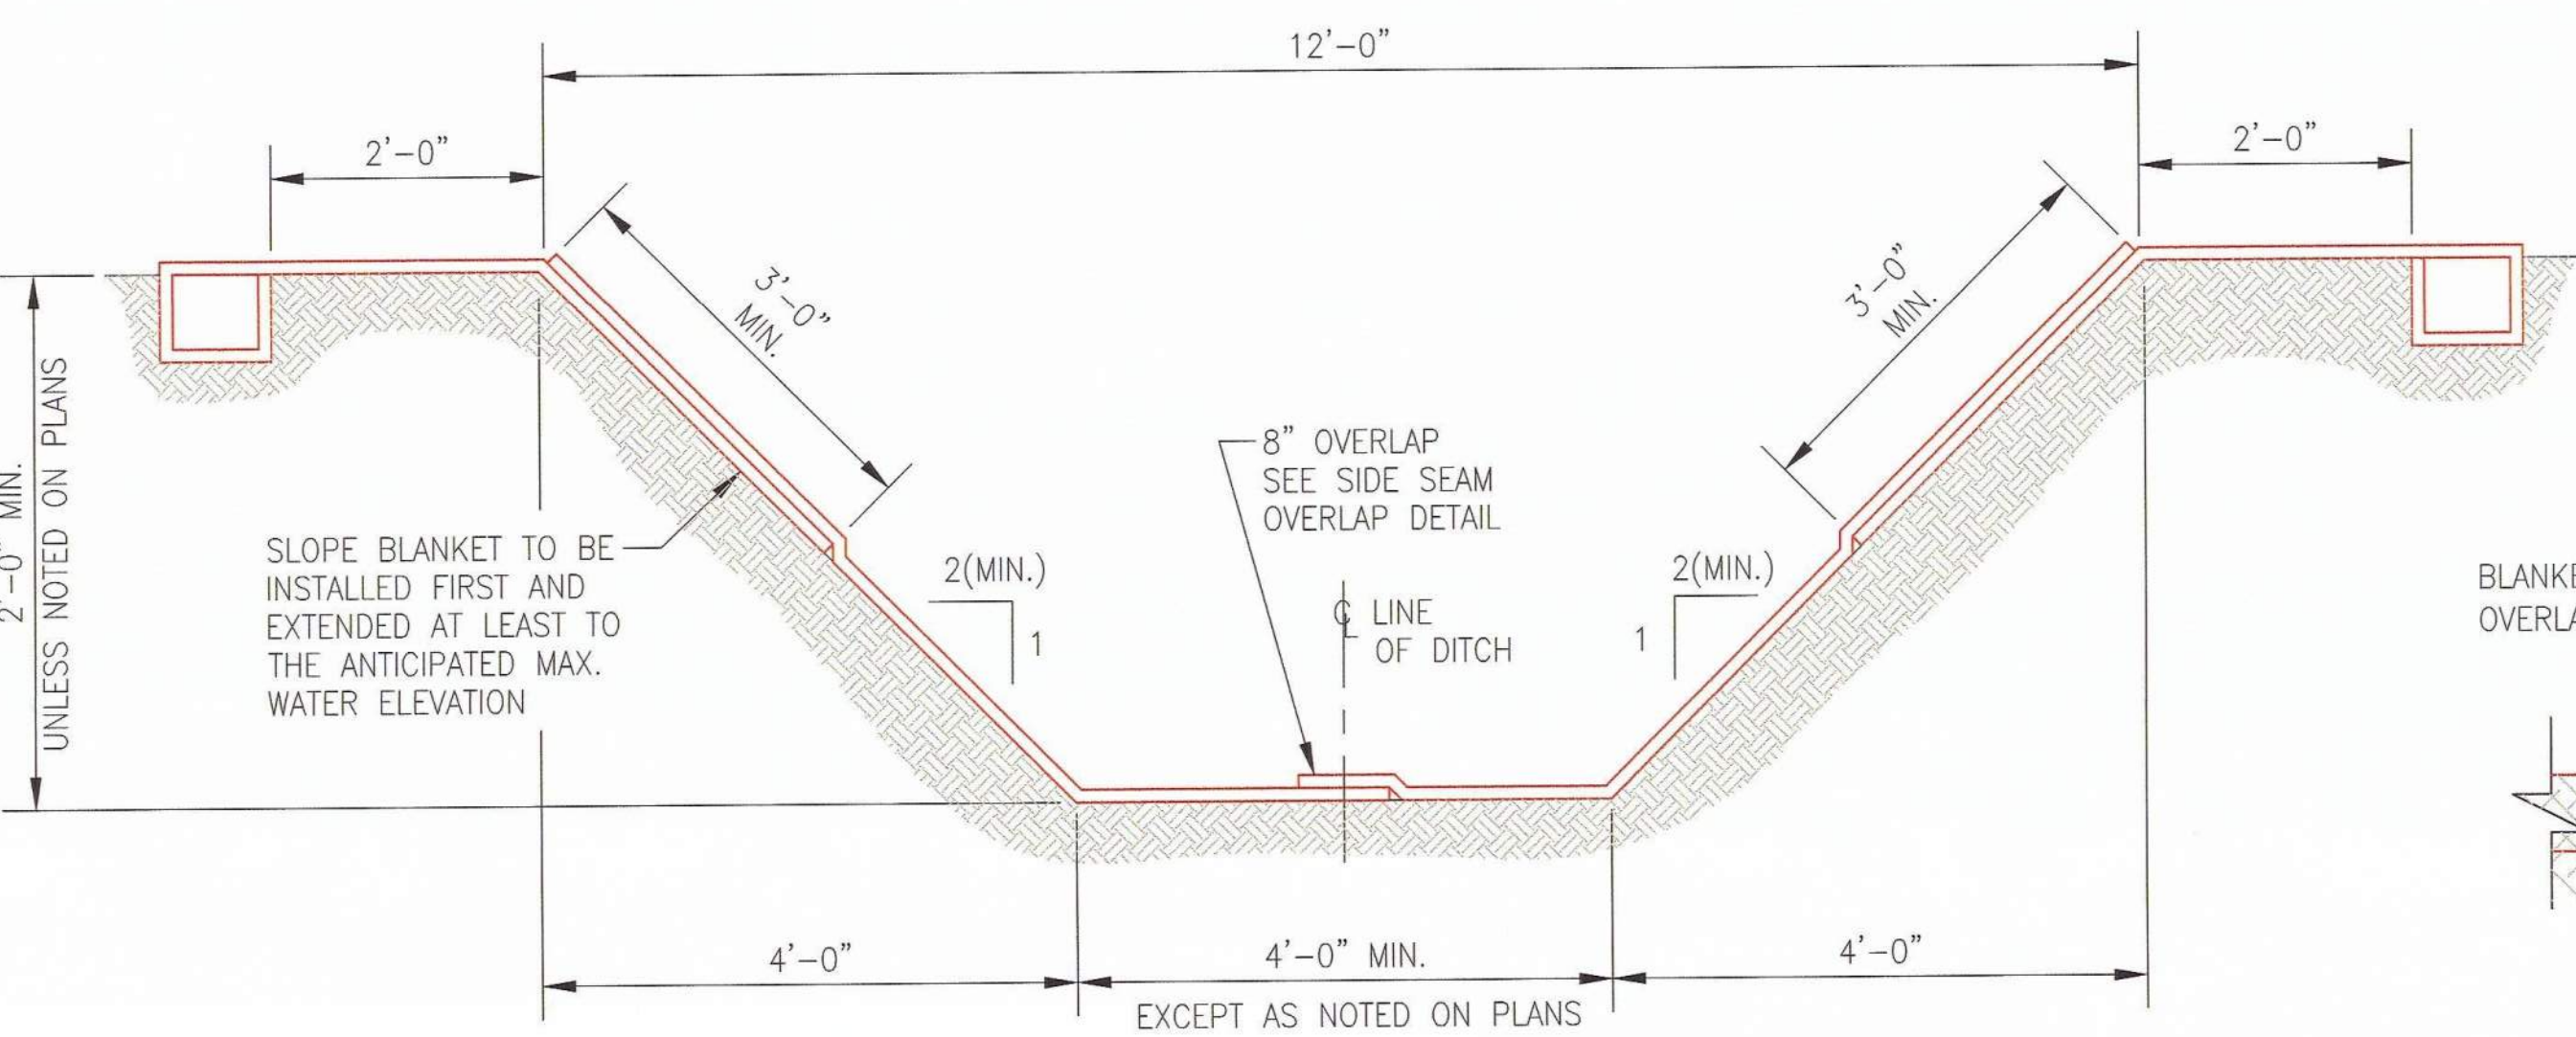 12'-0"
2'-0"
2'-0"
3'-0"
MIN.
3'-0"
MIN.
2'-0" MIN.
UNLESS NOTED ON PLANS
8" OVERLAP
SEE SIDE SEAM
OVERLAP DETAIL
SLOPE BLANKET TO BE
INSTALLED FIRST AND
EXTENDED AT LEAST TO
THE ANTICIPATED MAX.
WATER ELEVATION
2(MIN.)
1
℄ LINE
OF DITCH
2(MIN.)
1
4'-0"
4'-0" MIN.
EXCEPT AS NOTED ON PLANS
4'-0"